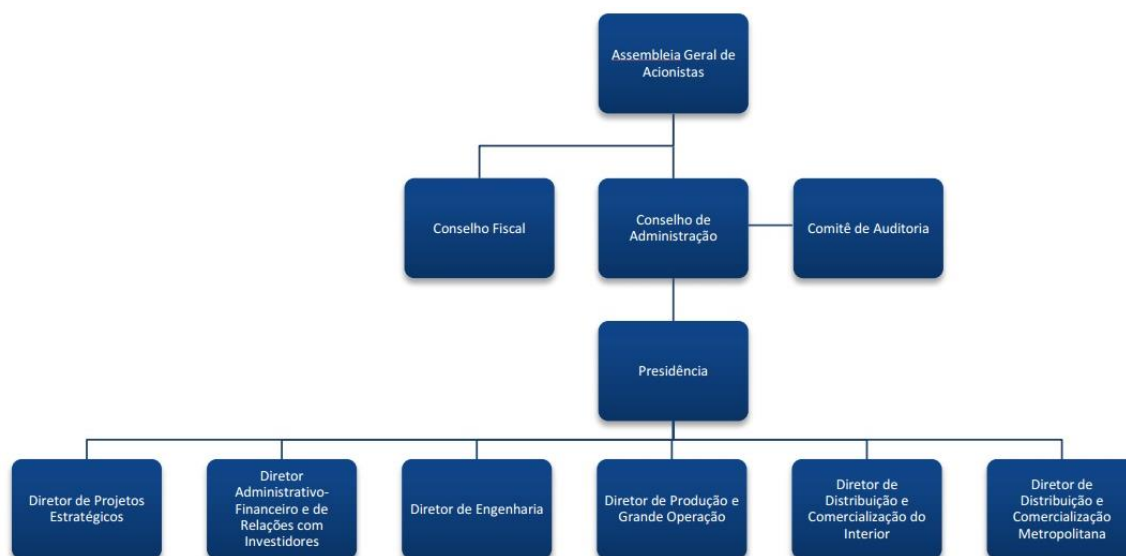 Assembleia Geral de
Acionistas
Conselho Fiscal
Conselho de
Administração
Comitê de Auditoria
Presidência
Diretor de Projetos
Estratégicos
Diretor
Administrativo-
Financeiro e de
Relações com
Investidores
Diretor de Engenharia
Diretor de Produção e
Grande Operação
Diretor de
Distribuição e
Comercialização do
Interior
Diretor de
Distribuição e
Comercialização
Metropolitana